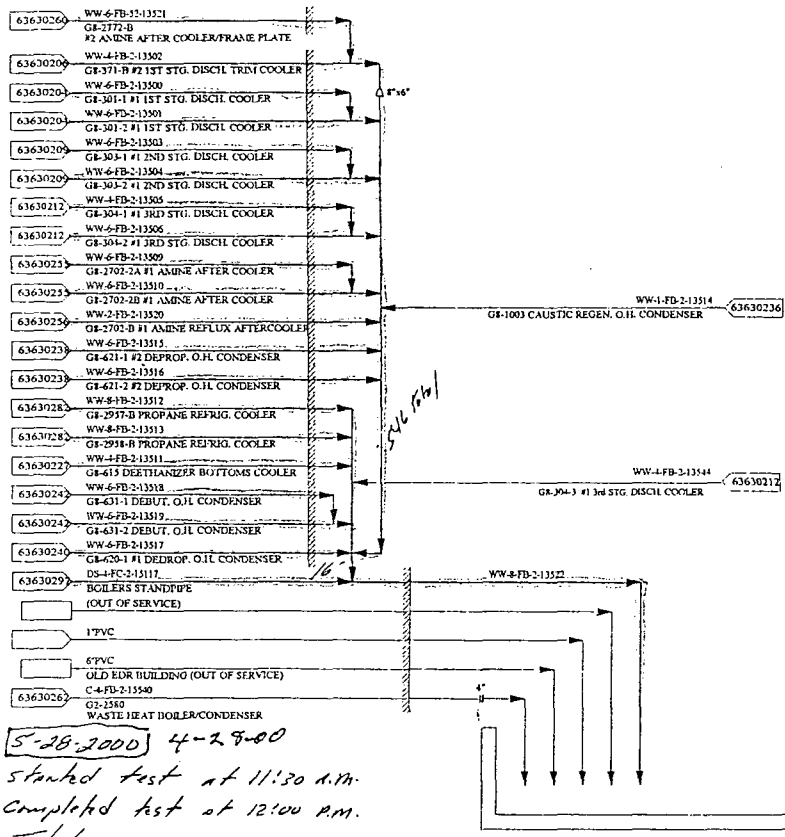 63630260 WW-6-FB-52-13521
G8-2772-B
#2 AMINE AFTER COOLER/FRAME PLATE
63630206 WW-4-FB-2-13502
G8-371-B #2 1ST STG. DISCH. TRIM COOLER
8"x6"
63630204 WW-6-FB-2-13500
G8-301-1 #1 1ST STG. DISCH. COOLER
63630204 WW-6-FB-2-13501
G8-301-2 #1 1ST STG. DISCH. COOLER
63630209 WW-6-FB-2-13503
G8-303-1 #1 2ND STG. DISCH. COOLER
63630209 WW-6-FB-2-13504
G8-303-2 #1 2ND STG. DISCH. COOLER
63630212 WW-4-FB-2-13505
G8-304-1 #1 3RD STG. DISCH. COOLER
63630212 WW-6-FB-2-13506
G8-304-2 #1 3RD STG. DISCH. COOLER
63630253 WW-6-FB-2-13509
G8-2702-2A #1 AMINE AFTER COOLER
63630253 WW-6-FB-2-13510
G8-2702-2B #1 AMINE AFTER COOLER
WW-1-FB-2-13514 63630236
G8-1003 CAUSTIC REGEN. O.H. CONDENSER
63630256 WW-2-FB-2-13520
G8-2702-B #1 AMINE REFLUX AFTERCOOLER
63630238 WW-6-FB-2-13515
G8-621-1 #2 DEPROP. O.H. CONDENSER
63630238 WW-6-FB-2-13516
G8-621-2 #2 DEPROP. O.H. CONDENSER
63630282 WW-8-FB-2-13512
G8-2957-B PROPANE REFRIG. COOLER
63630282 WW-8-FB-2-13513
G8-2958-B PROPANE REFRIG. COOLER
546 total
63630227 WW-4-FB-2-13511
G8-615 DEETHANIZER BOTTOMS COOLER
WW-4-FB-2-13544 63630212
G8-304-3 #1 3rd STG. DISCH. COOLER
63630242 WW-6-FB-2-13518
G8-631-1 DEBUT. O.H. CONDENSER
63630242 WW-6-FB-2-13519
G8-631-2 DEBUT. O.H. CONDENSER
63630240 WW-6-FB-2-13517
G8-620-1 #1 DEDROP. O.H. CONDENSER
16
63630297 DS-4-FC-2-15117
BOILERS STANDPIPE
WW-8-FB-2-13522
(OUT OF SERVICE)
1"PVC
6"PVC
OLD EDR BUILDING (OUT OF SERVICE)
63630262 C-4-FD-2-15540
G2-2580
WASTE HEAT BOILER/CONDENSER
4"
5-28-2000 4-28-00
started test at 11:30 A.M.
Completed test at 12:00 P.M.